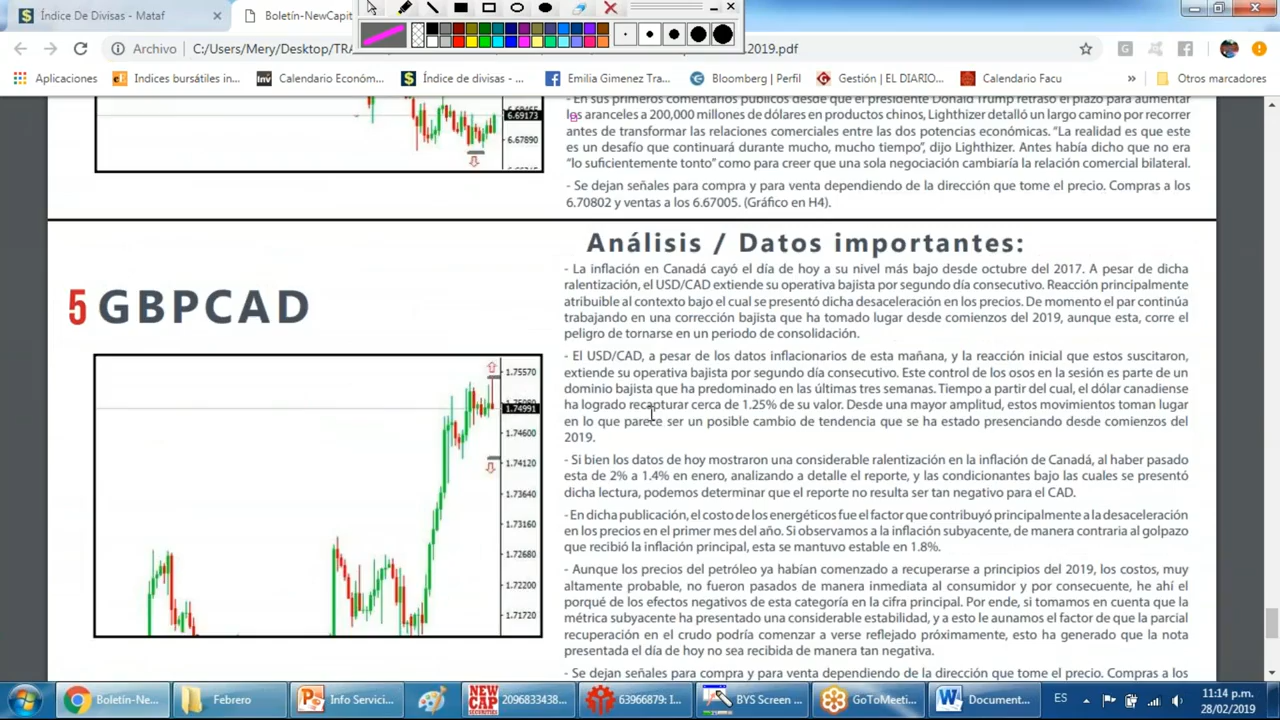 Índice De Divisas - Mataf
Boletín-NewCapit
Archivo
C:/Users/Mery/Desktop/TRA
2019.pdf
Aplicaciones
Indices bursátiles in...
Calendario Económ...
Índice de divisas - ...
Emilia Gimenez Tra...
Bloomberg | Perfil
Gestión | EL DIARIO...
Calendario Facu
»
Otros marcadores
6.69173
6.67890
- En sus primeros comentarios públicos desde que el presidente Donald Trump retrasó el plazo para aumentar
los aranceles a 200,000 millones de dólares en productos chinos, Lighthizer detalló un largo camino por recorrer
antes de transformar las relaciones comerciales entre las dos potencias económicas. “La realidad es que este
es un desafío que continuará durante mucho, mucho tiempo”, dijo Lighthizer. Antes había dicho que no era
“lo suficientemente tonto” como para creer que una sola negociación cambiaría la relación comercial bilateral.
- Se dejan señales para compra y para venta dependiendo de la dirección que tome el precio. Compras a los
6.70802 y ventas a los 6.67005. (Gráfico en H4).
5 GBPCAD
1.75570
1.74991
1.74600
1.74120
1.73640
1.73160
1.72680
1.72200
1.71720
Análisis / Datos importantes:
- La inflación en Canadá cayó el día de hoy a su nivel más bajo desde octubre del 2017. A pesar de dicha
ralentización, el USD/CAD extiende su operativa bajista por segundo día consecutivo. Reacción principalmente
atribuible al contexto bajo el cual se presentó dicha desaceleración en los precios. De momento el par continúa
trabajando en una corrección bajista que ha tomado lugar desde comienzos del 2019, aunque esta, corre el
peligro de tornarse en un periodo de consolidación.
- El USD/CAD, a pesar de los datos inflacionarios de esta mañana, y la reacción inicial que estos suscitaron,
extiende su operativa bajista por segundo día consecutivo. Este control de los osos en la sesión es parte de un
dominio bajista que ha predominado en las últimas tres semanas. Tiempo a partir del cual, el dólar canadiense
ha logrado recapturar cerca de 1.25% de su valor. Desde una mayor amplitud, estos movimientos toman lugar
en lo que parece ser un posible cambio de tendencia que se ha estado presenciando desde comienzos del
2019.
- Si bien los datos de hoy mostraron una considerable ralentización en la inflación de Canadá, al haber pasado
esta de 2% a 1.4% en enero, analizando a detalle el reporte, y las condicionantes bajo las cuales se presentó
dicha lectura, podemos determinar que el reporte no resulta ser tan negativo para el CAD.
- En dicha publicación, el costo de los energéticos fue el factor que contribuyó principalmente a la desaceleración
en los precios en el primer mes del año. Si observamos a la inflación subyacente, de manera contraria al golpazo
que recibió la inflación principal, esta se mantuvo estable en 1.8%.
- Aunque los precios del petróleo ya habían comenzado a recuperarse a principios del 2019, los costos, muy
altamente probable, no fueron pasados de manera inmediata al consumidor y por consecuente, he ahí el
porqué de los efectos negativos de esta categoría en la cifra principal. Por ende, si tomamos en cuenta que la
métrica subyacente ha presentado una considerable estabilidad, y a esto le aunamos el factor de que la parcial
recuperación en el crudo podría comenzar a verse reflejado próximamente, esto ha generado que la nota
presentada el día de hoy no sea recibida de manera tan negativa.
- Se dejan señales para compra y para venta dependiendo de la dirección que tome el precio. Compras a los
Boletín-Ne...
Febrero
Info Servici...
NEW CAP
2096833438...
63966879: I...
BYS Screen ...
GoToMeeti...
Document...
ES
11:14 p.m.
28/02/2019